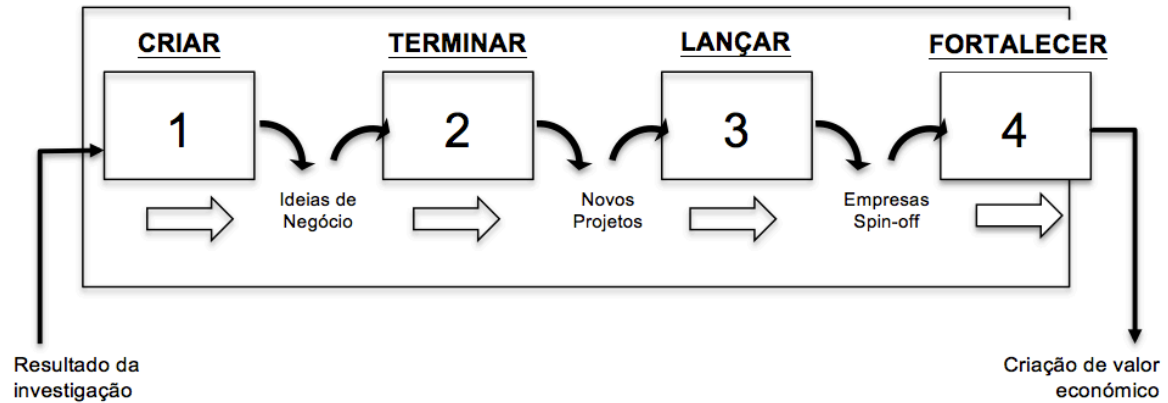 CRIAR
TERMINAR
LANÇAR
FORTALECER
1
2
3
4
Ideias de
Negócio
Novos
Projetos
Empresas
Spin-off
Resultado da
investigação
Criação de valor
económico